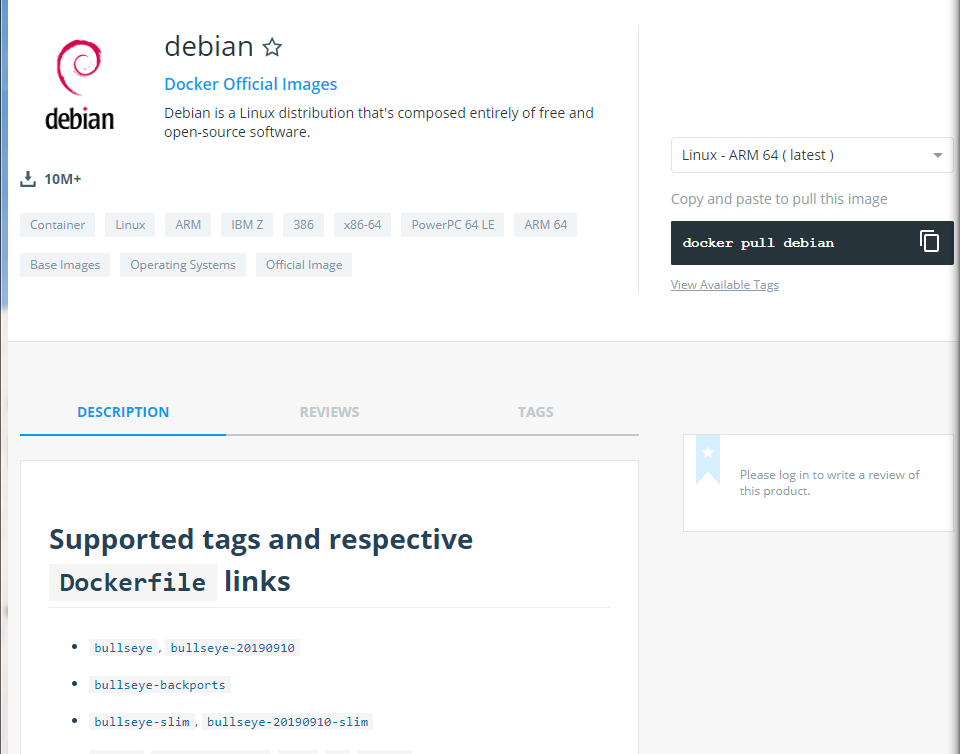 debian
debian
Docker Official Images
Debian is a Linux distribution that's composed entirely of free and
open-source software.
10M+
Container Linux ARM IBM Z 386 x86-64 PowerPC 64 LE ARM 64
Base Images Operating Systems Official Image
Linux - ARM 64 ( latest )
Copy and paste to pull this image
docker pull debian
View Available Tags
DESCRIPTION REVIEWS TAGS
Supported tags and respective
Dockerfile links
bullseye , bullseye-20190910
bullseye-backports
bullseye-slim , bullseye-20190910-slim
Please log in to write a review of
this product.